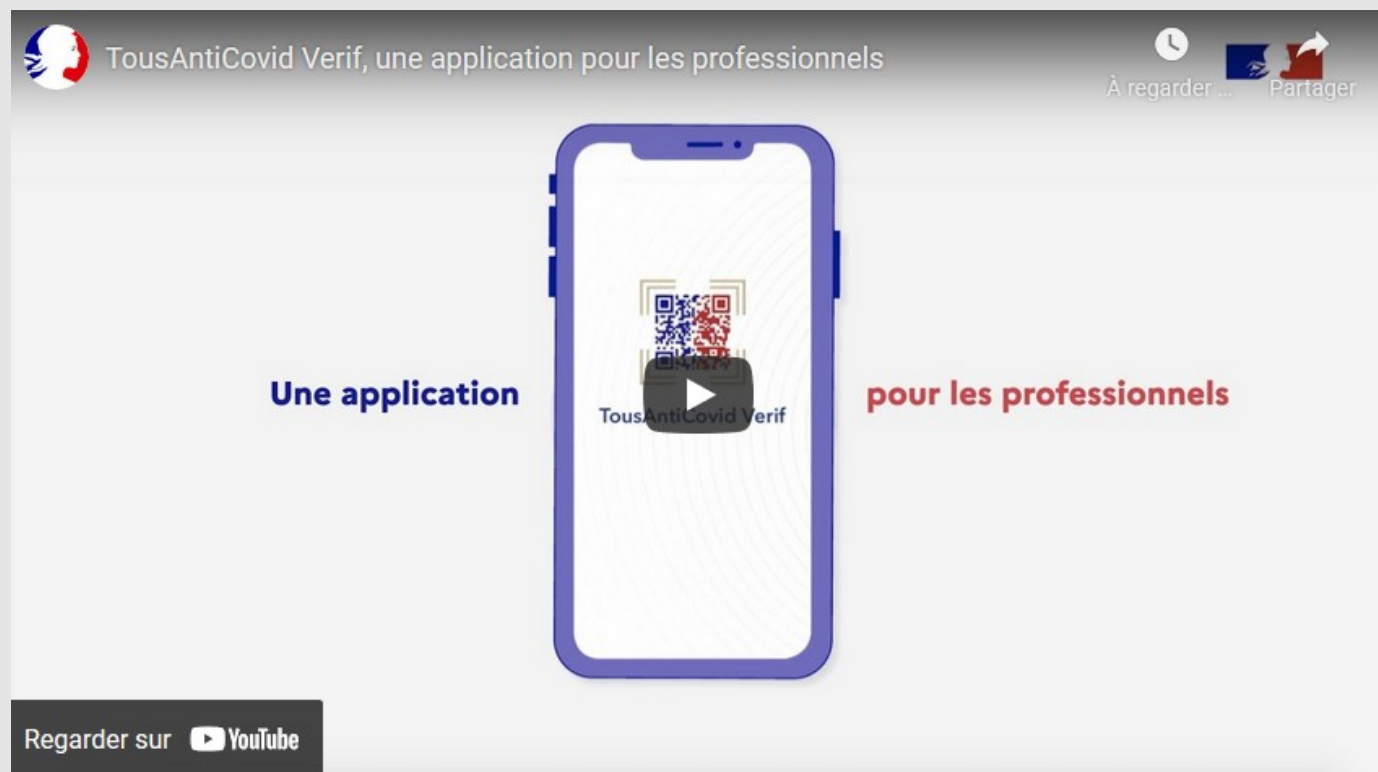 TousAntiCovid Verif, une application pour les professionnels
À regarder ...
Partager
Une application
TousAntiCovid Verif
pour les professionnels
Regarder sur YouTube